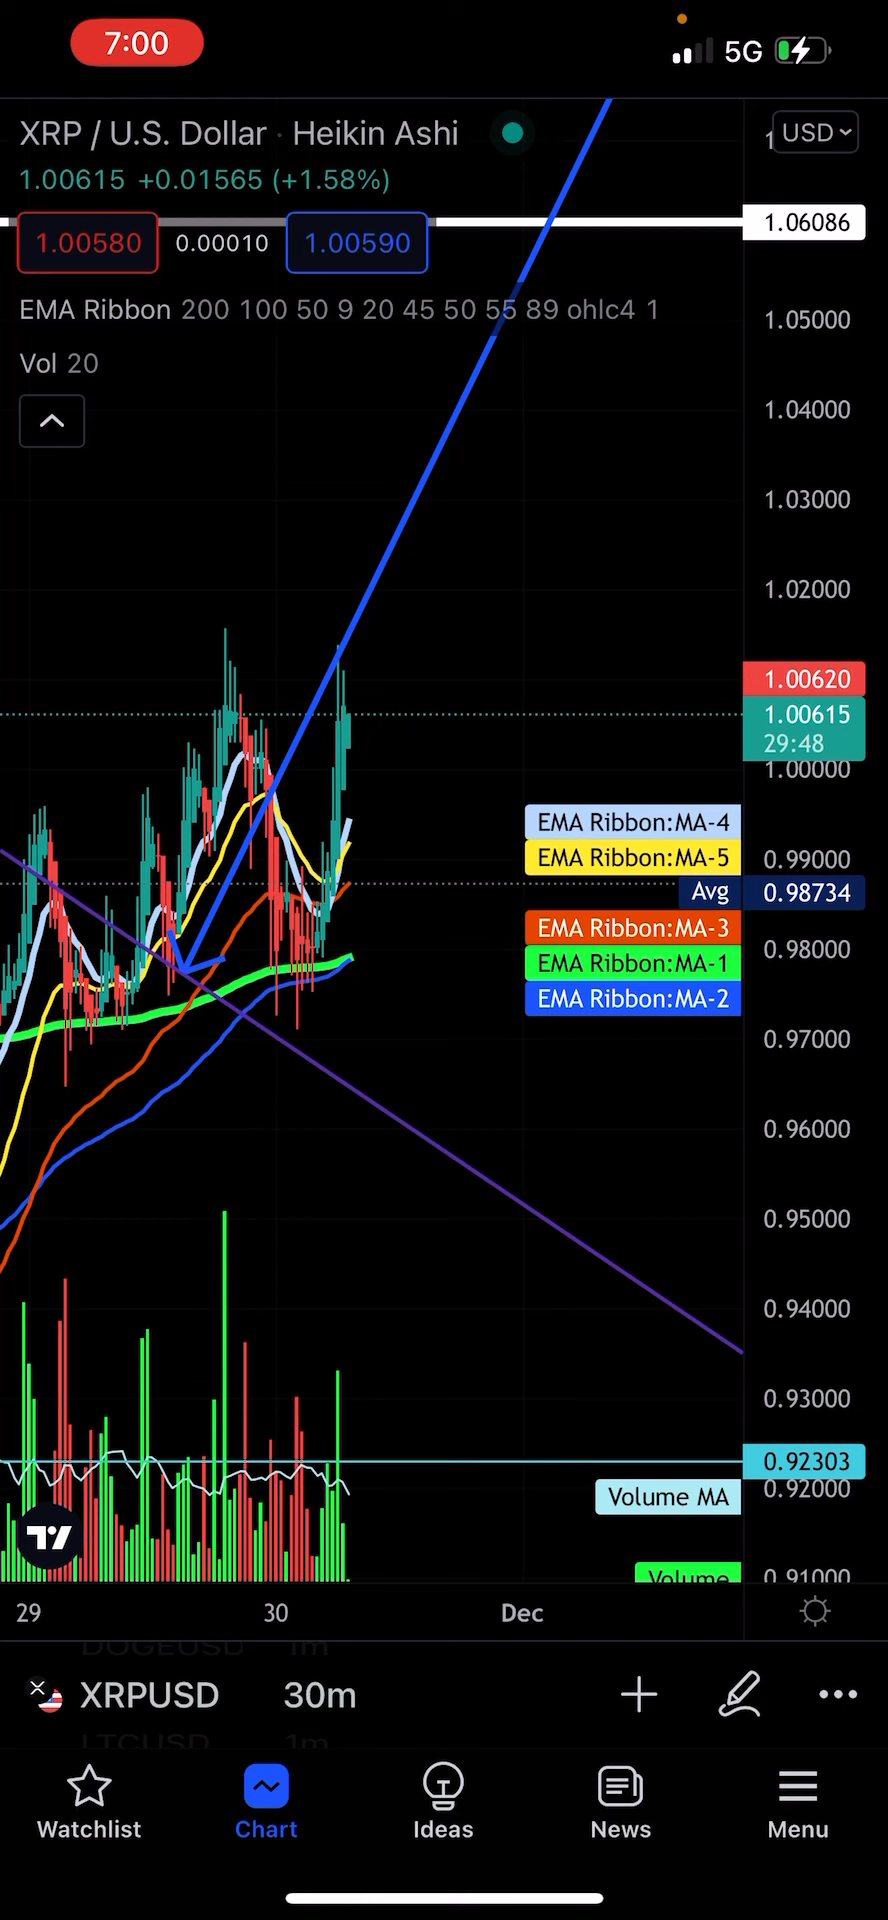 7:00
5G
XRP / U.S. Dollar · Heikin Ashi
USD
1.00615 +0.01565 (+1.58%)
1.06086
1.00580 0.00010 1.00590
EMA Ribbon 200 100 50 9 20 45 50 55 89 ohlc4 1
1.05000
Vol 20
1.04000
1.03000
1.02000
1.00620
1.00615
29:48
1.00000
EMA Ribbon:MA-4
EMA Ribbon:MA-5
0.99000
Avg 0.98734
EMA Ribbon:MA-3
0.98000
EMA Ribbon:MA-1
EMA Ribbon:MA-2
0.97000
0.96000
0.95000
0.94000
0.93000
0.92303
0.92000
Volume MA
Volume
0.91000
29 30 Dec
DOGEUSD 1m
XRPUSD 30m
LTCUSD 1m
Watchlist Chart Ideas News Menu